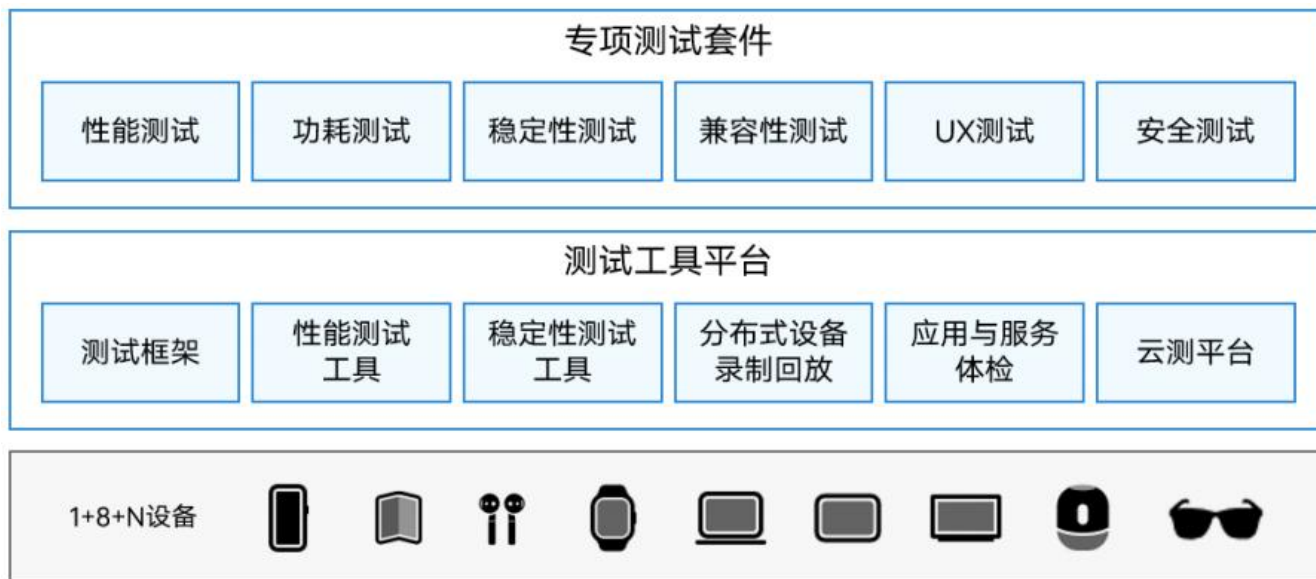 专项测试套件
性能测试
功耗测试
稳定性测试
兼容性测试
UX测试
安全测试
测试工具平台
测试框架
性能测试
工具
稳定性测试
工具
分布式设备
录制回放
应用与服务
体检
云测平台
1+8+N设备